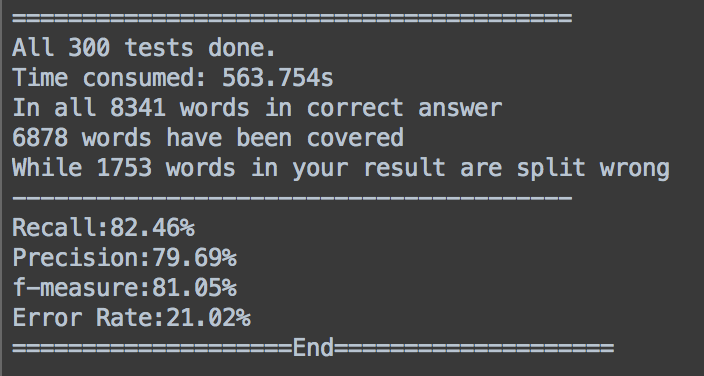 ========================================
All 300 tests done.
Time consumed: 563.754s
In all 8341 words in correct answer
6878 words have been covered
While 1753 words in your result are split wrong
----------------------------------------
Recall:82.46%
Precision:79.69%
f-measure:81.05%
Error Rate:21.02%
====================End====================